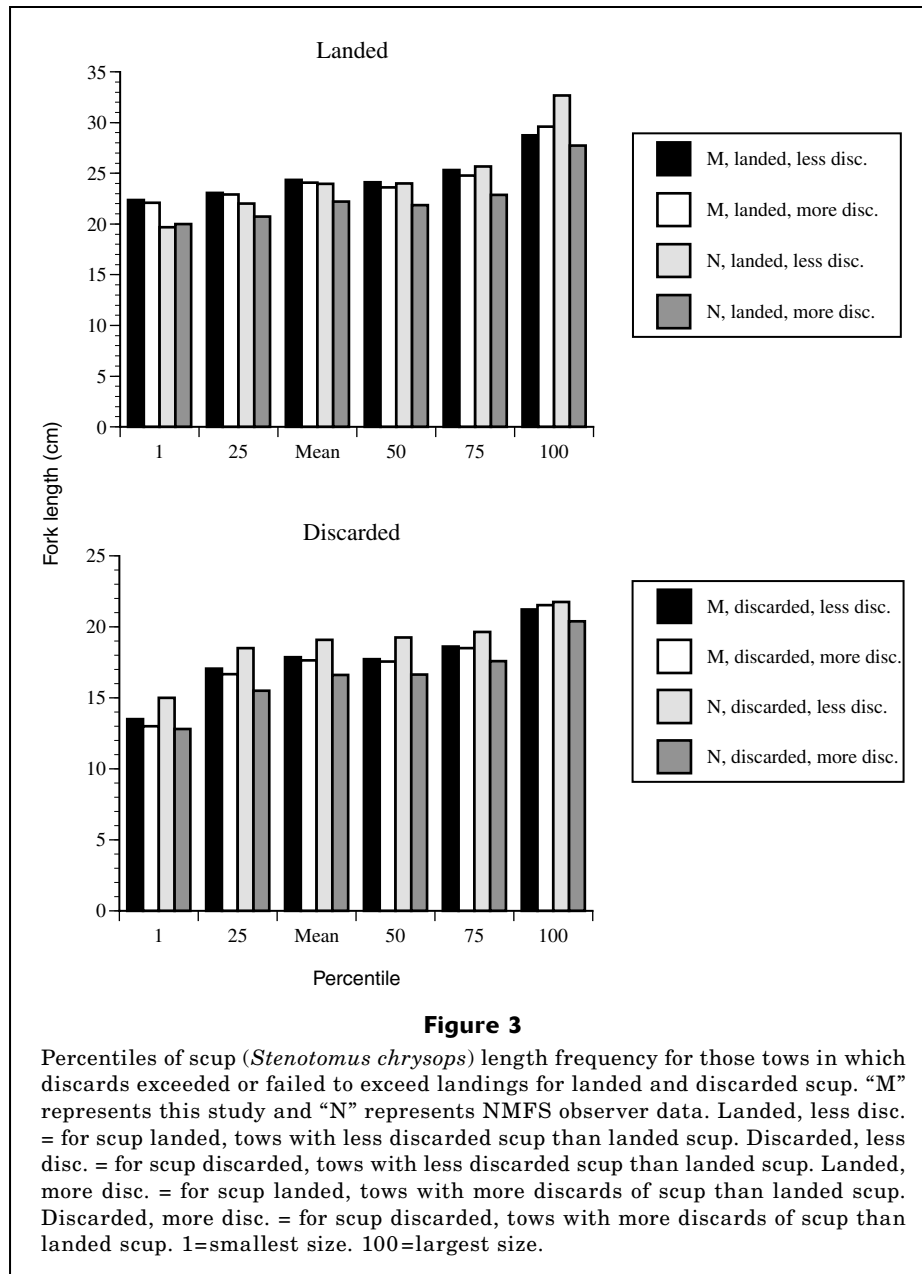 Landed
35
30
25
20
15
10
5
0
1 25 Mean 50 75 100
M, landed, less disc.
M, landed, more disc.
N, landed, less disc.
N, landed, more disc.
Fork length (cm)
Discarded
25
20
15
10
5
0
1 25 Mean 50 75 100
M, discarded, less disc.
M, discarded, more disc.
N, discarded, less disc.
N, discarded, more disc.
Percentile
Figure 3
Percentiles of scup (Stenotomus chrysops) length frequency for those tows in which
discards exceeded or failed to exceed landings for landed and discarded scup. “M”
represents this study and “N” represents NMFS observer data. Landed, less disc.
= for scup landed, tows with less discarded scup than landed scup. Discarded, less
disc. = for scup discarded, tows with less discarded scup than landed scup. Landed,
more disc. = for scup landed, tows with more discards of scup than landed scup.
Discarded, more disc. = for scup discarded, tows with more discards of scup than
landed scup. 1=smallest size. 100=largest size.